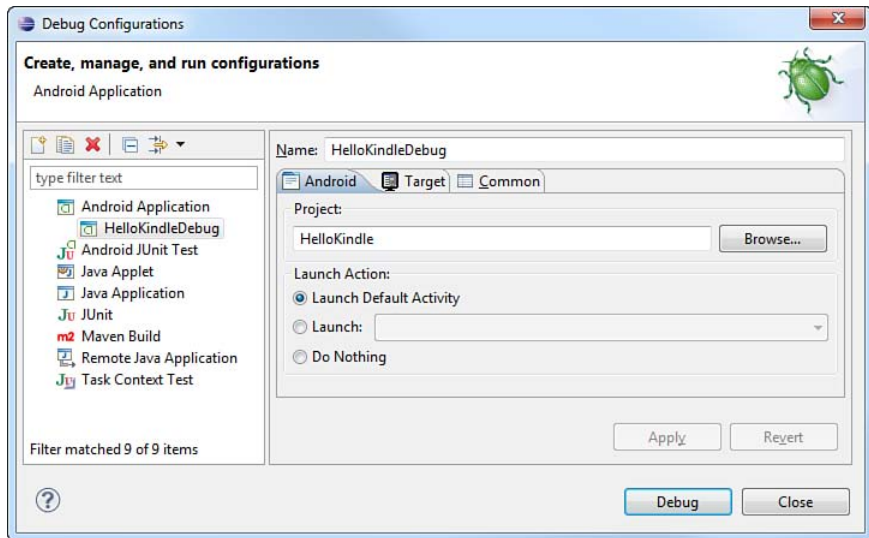 Debug Configurations
Create, manage, and run configurations
Android Application
type filter text
Android Application
HelloKindleDebug
Ju Android JUnit Test
Java Applet
J Java Application
Ju JUnit
m2 Maven Build
Remote Java Application
Ju Task Context Test
Filter matched 9 of 9 items
Name: HelloKindleDebug
Android Target Common
Project:
HelloKindle Browse...
Launch Action:
Launch Default Activity
Launch:
Do Nothing
Apply Revert
? Debug Close